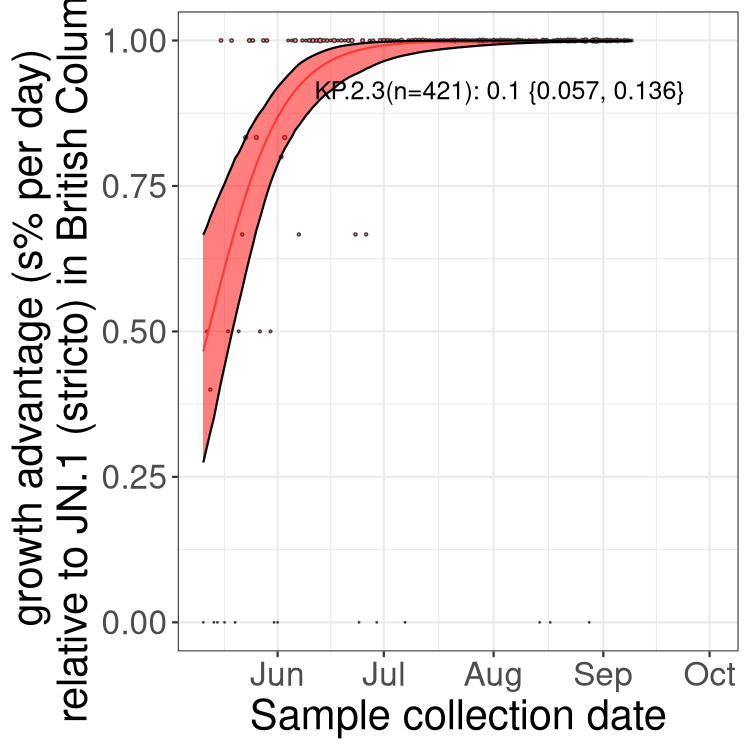 growth advantage (s% per day)
relative to JN.1 (stricto) in British Colum
1.00
0.75
0.50
0.25
0.00
KP.2.3(n=421): 0.1 {0.057, 0.136}
Jun Jul Aug Sep Oct
Sample collection date